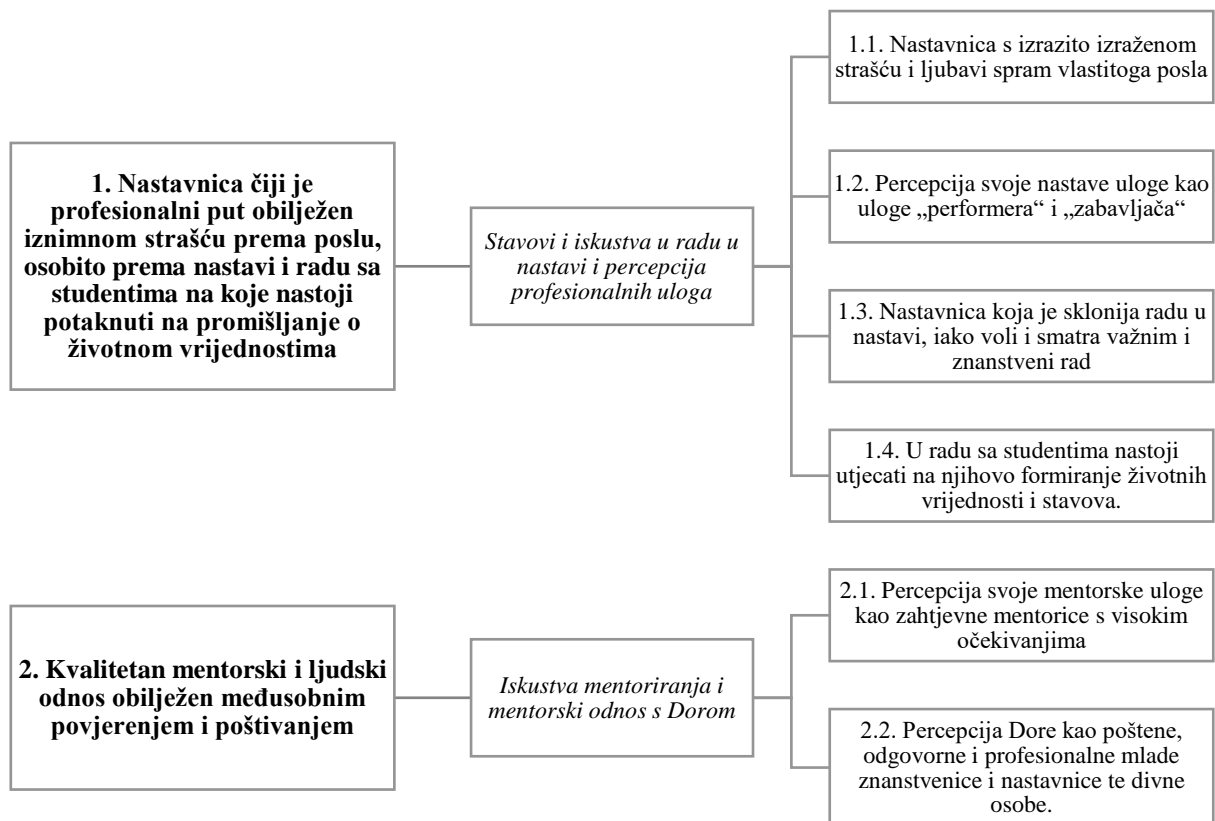 1. Nastavnica čiji je
profesionalni put obilježen
iznimnom strašću prema poslu,
osobito prema nastavi i radu sa
studentima na koje nastoji
potaknuti na promišljanje o
životnom vrijednostima
Stavovi i iskustva u radu u
nastavi i percepcija
profesionalnih uloga
1.1. Nastavnica s izrazito izraženom
strašću i ljubavi spram vlastitoga posla
1.2. Percepcija svoje nastave uloge kao
uloge „performera“ i „zabavljača“
1.3. Nastavnica koja je sklonija radu u
nastavi, iako voli i smatra važnim i
znanstveni rad
1.4. U radu sa studentima nastoji
utjecati na njihovo formiranje životnih
vrijednosti i stavova.
2. Kvalitetan mentorski i ljudski
odnos obilježen međusobnim
povjerenjem i poštivanjem
Iskustva mentoriranja i
mentorski odnos s Dorom
2.1. Percepcija svoje mentorske uloge
kao zahtjevne mentorice s visokim
očekivanjima
2.2. Percepcija Dore kao poštene,
odgovorne i profesionalne mlade
znanstvenice i nastavnice te divne
osobe.